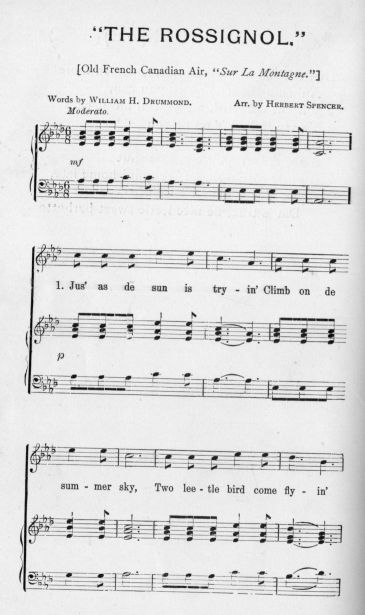 "THE ROSSIGNOL."
[Old French Canadian Air, "Sur La Montagne."]
Words by WILLIAM H. DRUMMOND. Arr. by HERBERT SPENCER.
Moderato.
mf
1. Jus' as de sun is try - in' Climb on de
p
sum - mer sky, Two lee - tle bird come fly - in'